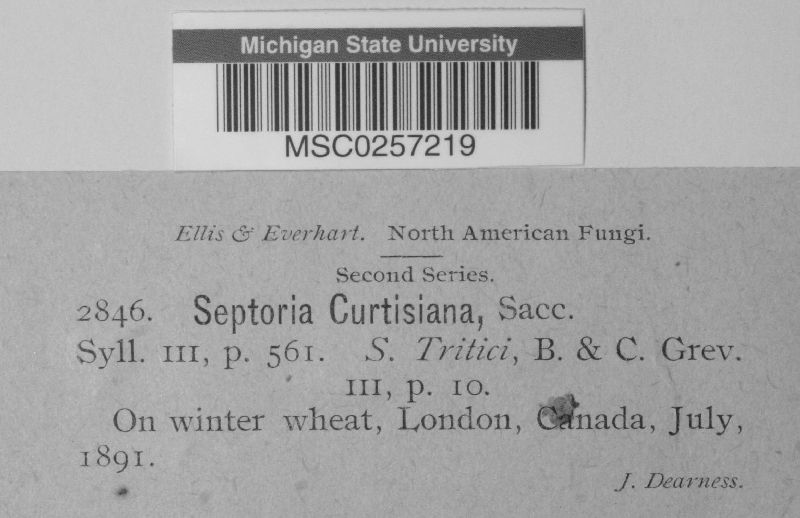 Michigan State University
MSC0257219
Ellis & Everhart. North American Fungi.
Second Series.
2846. Septoria Curtisiana, Sacc.
Syll. III, p. 561. S. Tritici, B. & C. Grev.
III, p. 10.
On winter wheat, London, Canada, July,
1891.
J. Dearness.